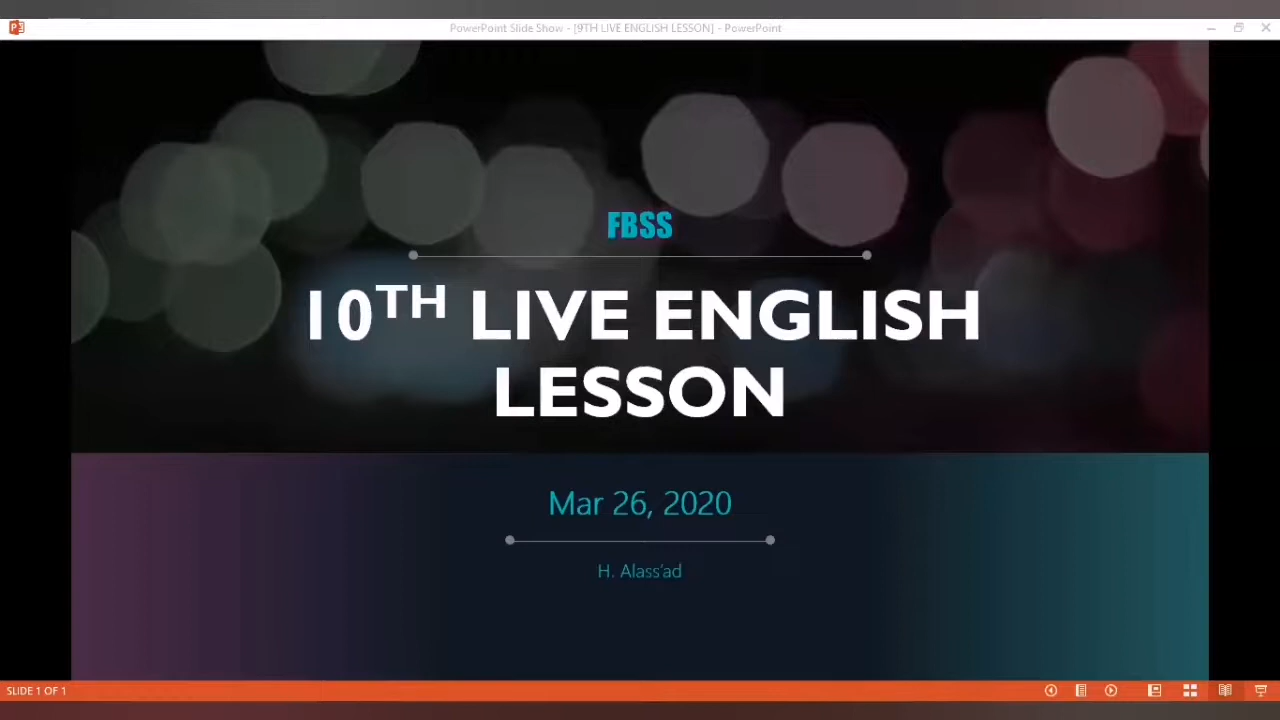 PowerPoint Slide Show - [9TH LIVE ENGLISH LESSON] - PowerPoint
FBSS
10TH LIVE ENGLISH
LESSON
Mar 26, 2020
H. Alass'ad
SLIDE 1 OF 1